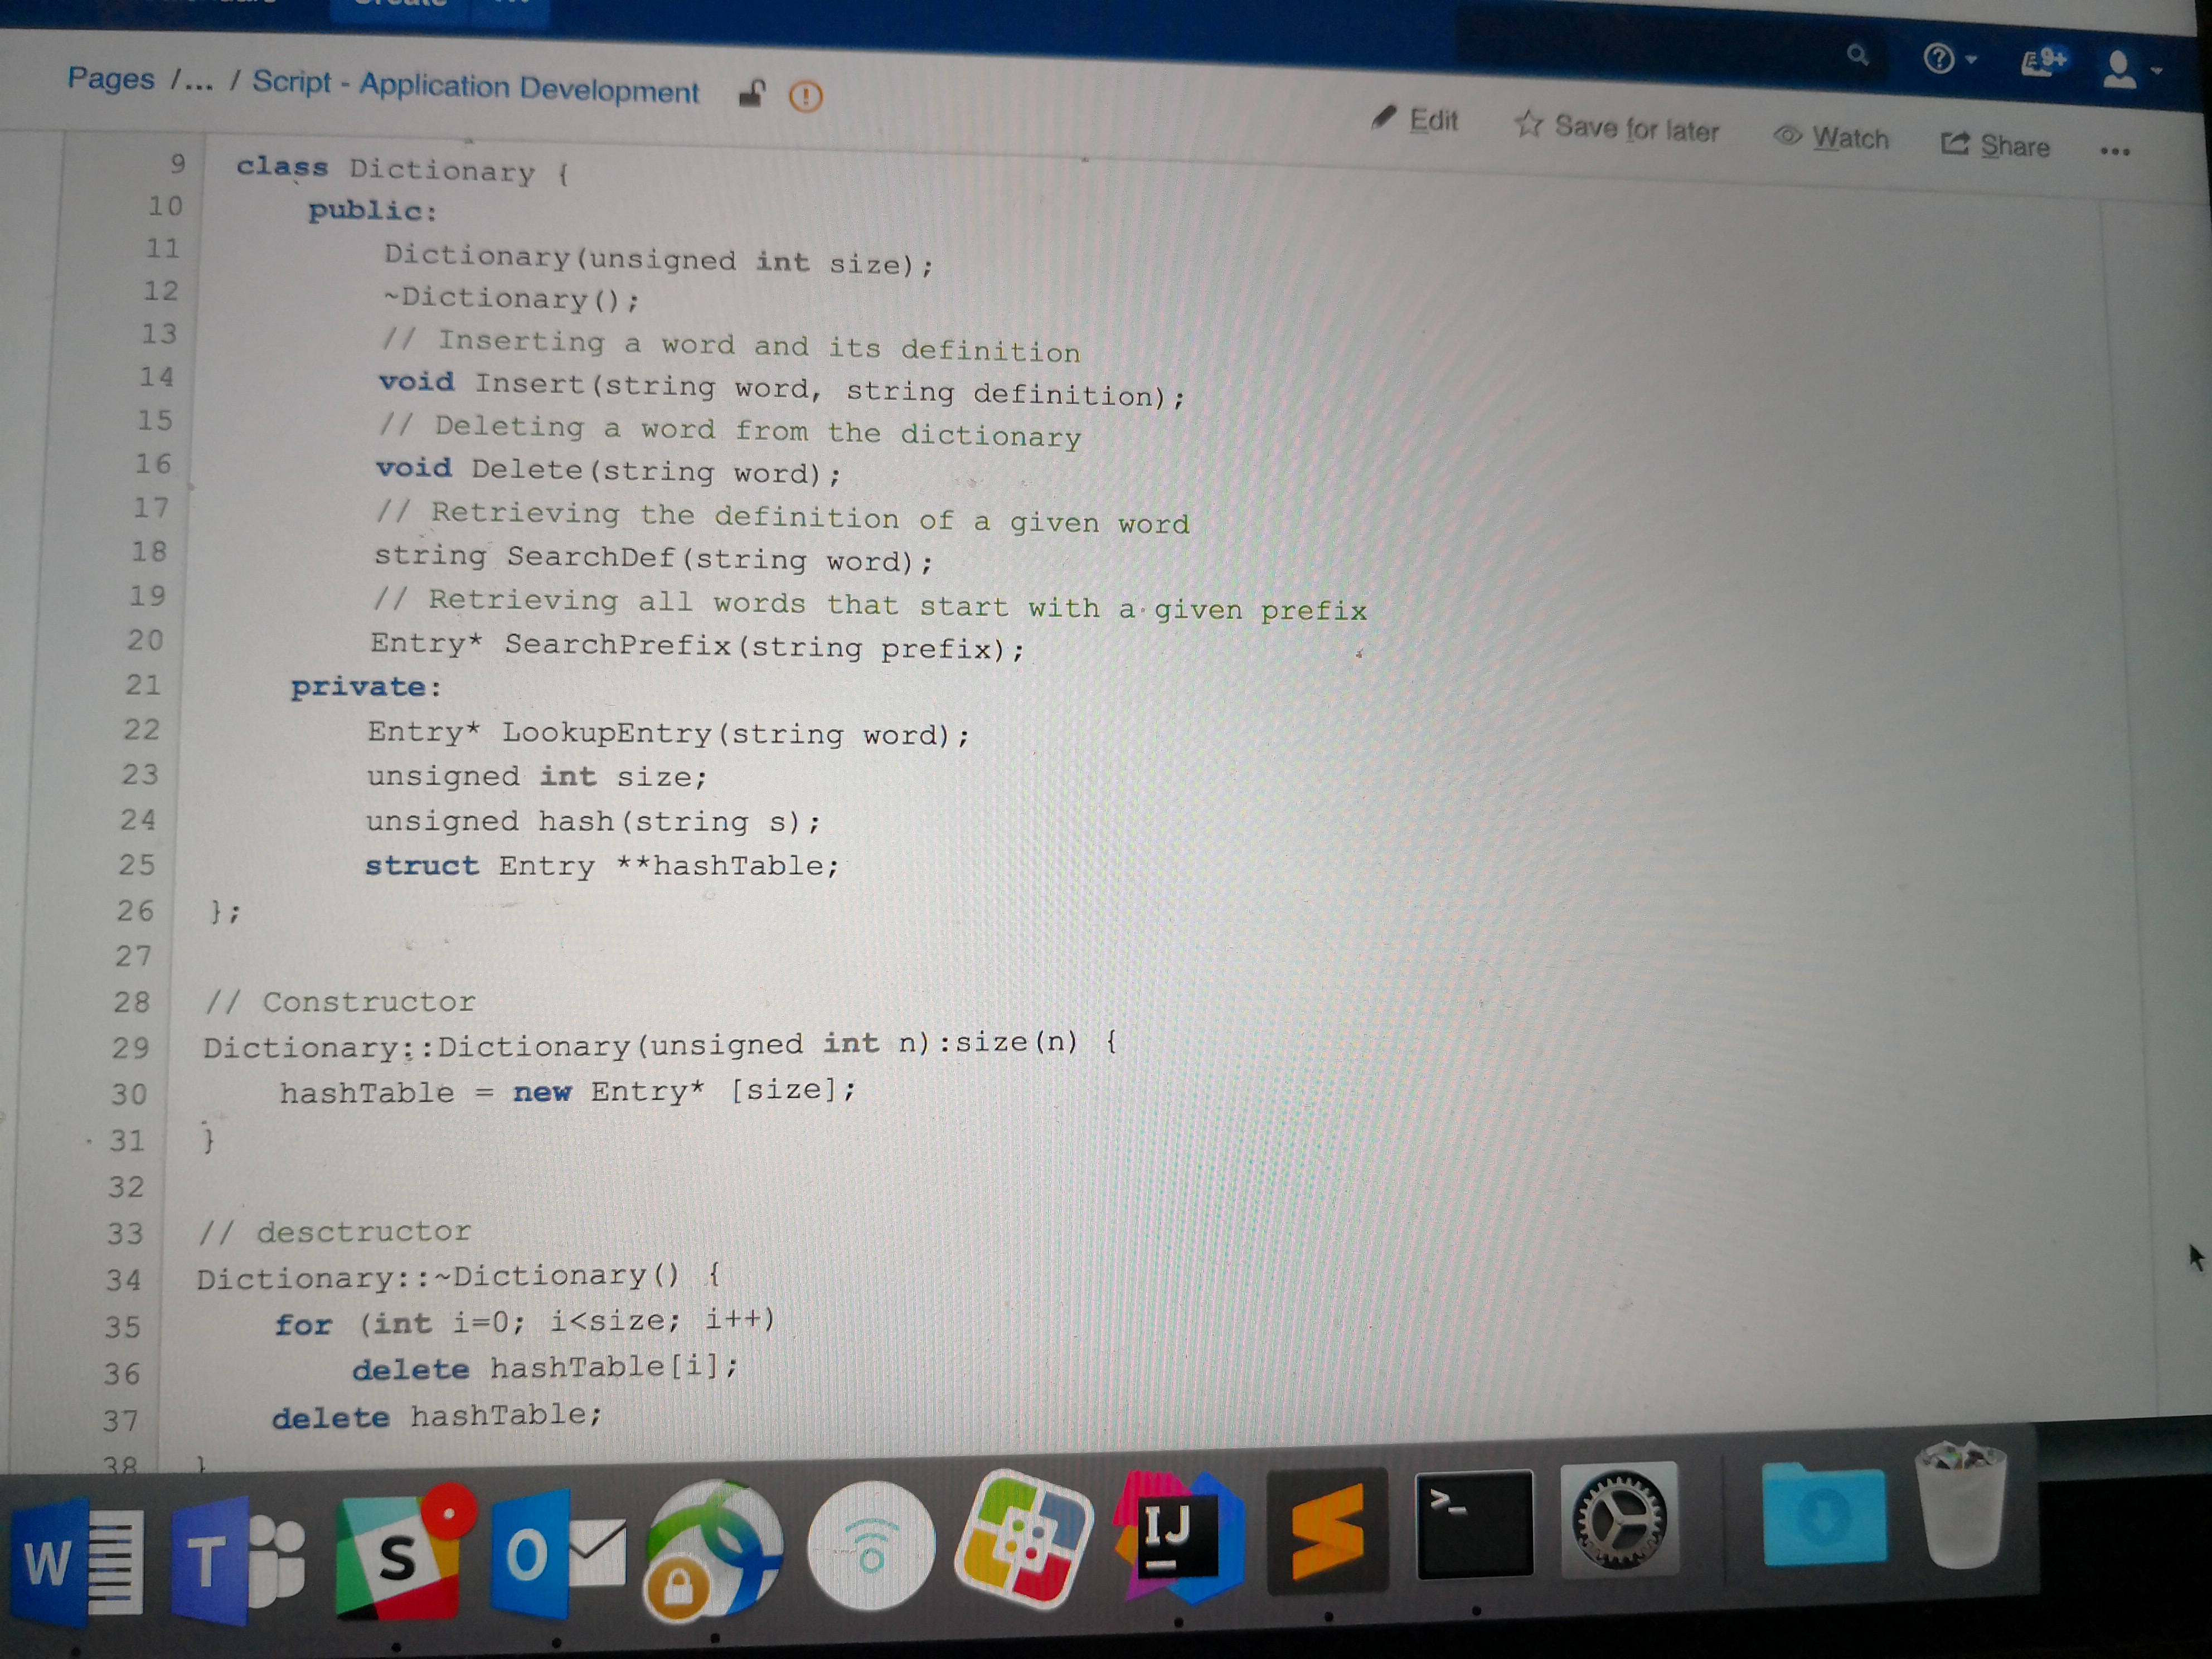 Create
Pages /... / Script - Application Development
Edit Save for later Watch Share ...
9+
9 class Dictionary {
10 public:
11 Dictionary(unsigned int size);
12 ~Dictionary();
13 // Inserting a word and its definition
14 void Insert(string word, string definition);
15 // Deleting a word from the dictionary
16 void Delete(string word);
17 // Retrieving the definition of a given word
18 string SearchDef(string word);
19 // Retrieving all words that start with a given prefix
20 Entry* SearchPrefix(string prefix);
21 private:
22 Entry* LookupEntry(string word);
23 unsigned int size;
24 unsigned hash(string s);
25 struct Entry **hashTable;
26 };
27
28 // Constructor
29 Dictionary::Dictionary(unsigned int n):size(n) {
30 hashTable = new Entry* [size];
31 }
32
33 // desctructor
34 Dictionary::~Dictionary() {
35 for (int i=0; i<size; i++)
36 delete hashTable[i];
37 delete hashTable;
38 }
W T S O IJ >_